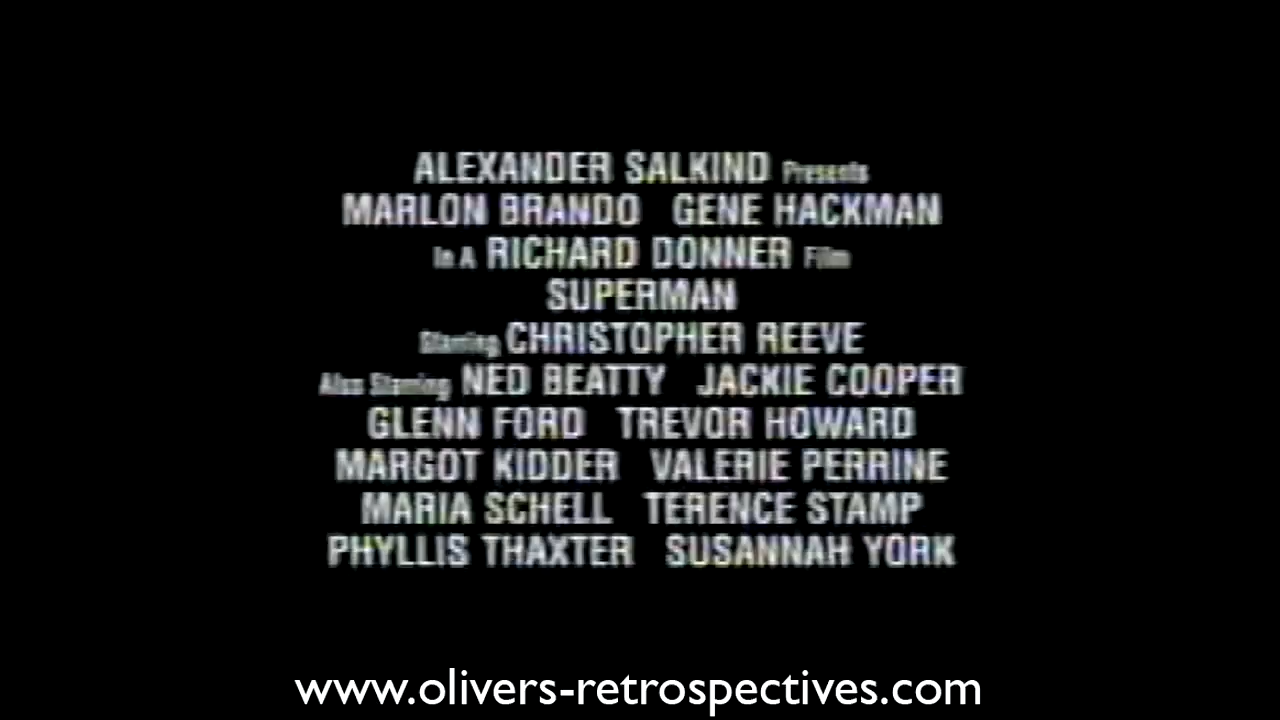 ALEXANDER SALKIND Presents
MARLON BRANDO GENE HACKMAN
In A RICHARD DONNER Film
SUPERMAN
Starring CHRISTOPHER REEVE
Also Starring NED BEATTY JACKIE COOPER
GLENN FORD TREVOR HOWARD
MARGOT KIDDER VALERIE PERRINE
MARIA SCHELL TERENCE STAMP
PHYLLIS THAXTER SUSANNAH YORK
www.olivers-retrospectives.com